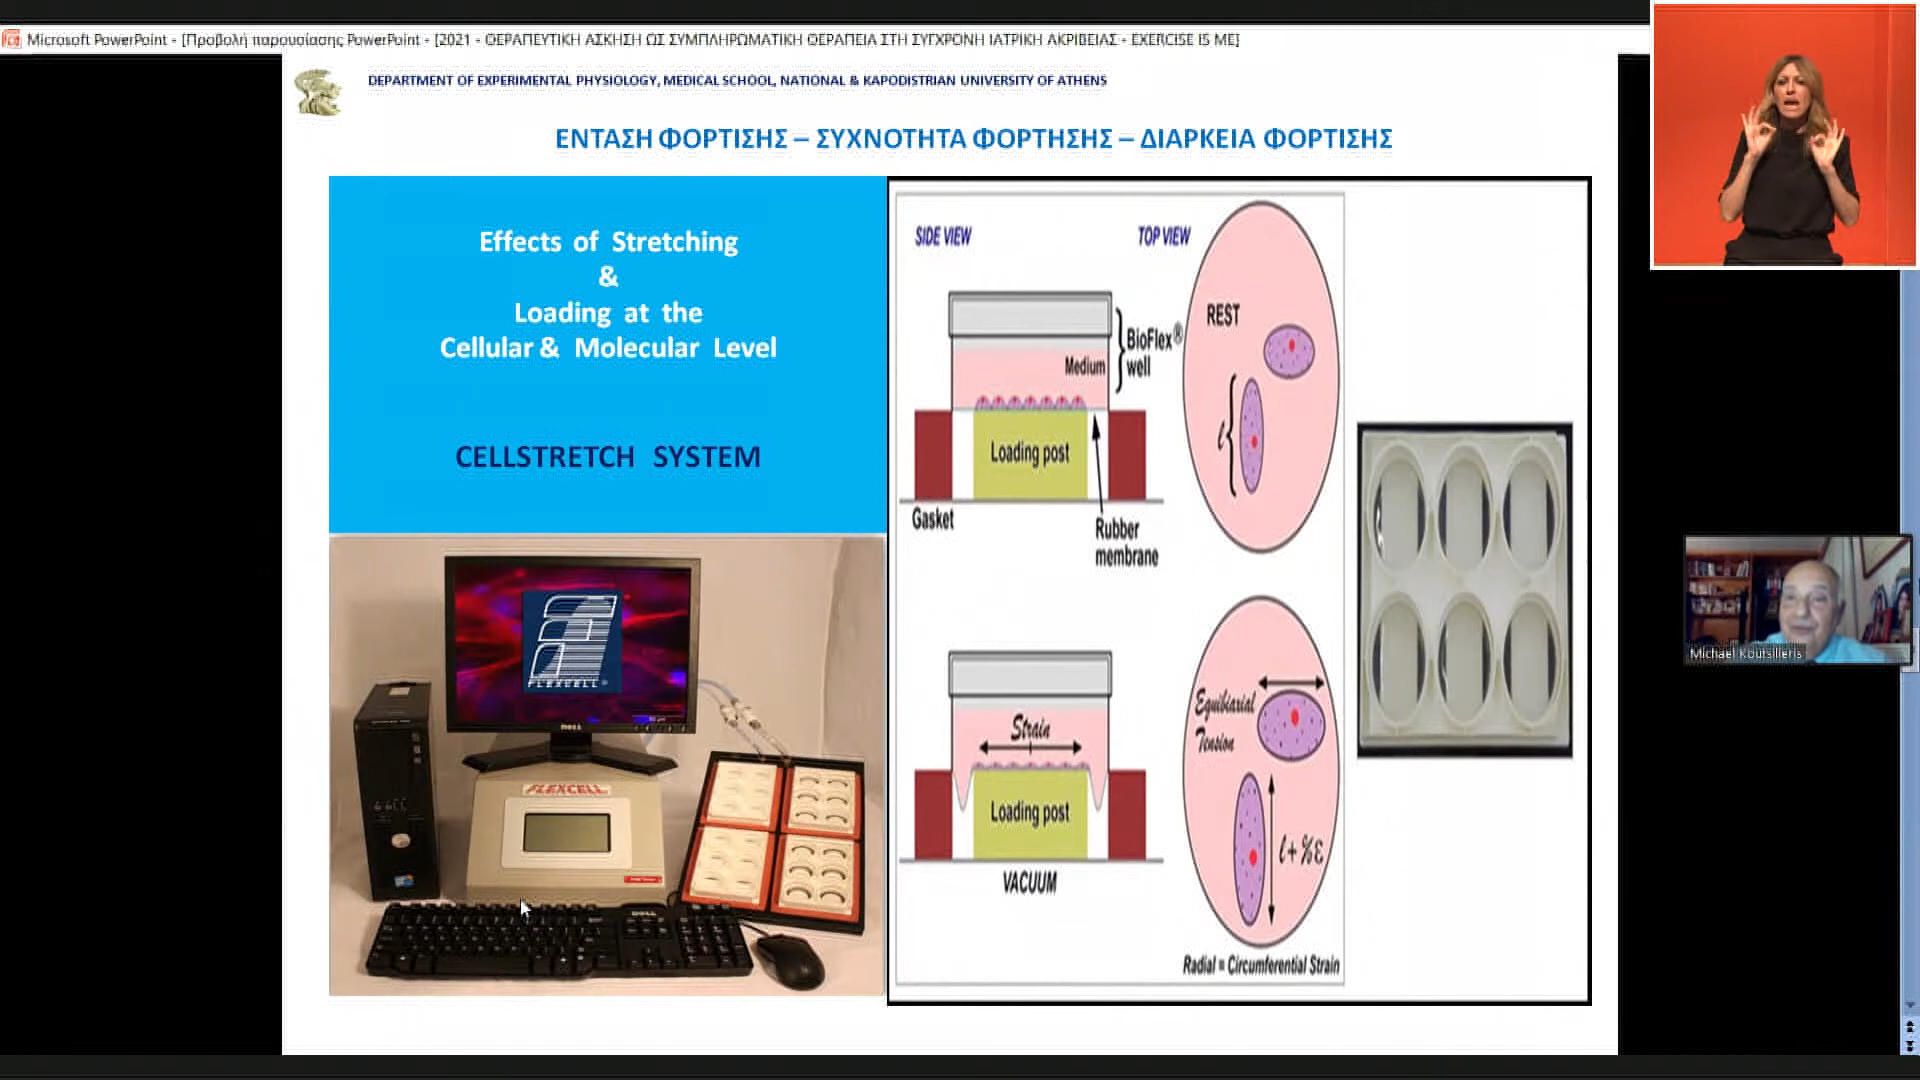 Microsoft PowerPoint - [Προβολή παρουσίασης PowerPoint - [2021 - ΘΕΡΑΠΕΥΤΙΚΗ ΑΣΚΗΣΗ ΩΣ ΣΥΜΠΛΗΡΩΜΑΤΙΚΗ ΘΕΡΑΠΕΙΑ ΣΤΗ ΣΥΓΧΡΟΝΗ ΙΑΤΡΙΚΗ ΑΚΡΙΒΕΙΑΣ - EXERCISE IS ME]
DEPARTMENT OF EXPERIMENTAL PHYSIOLOGY, MEDICAL SCHOOL, NATIONAL & KAPODISTRIAN UNIVERSITY OF ATHENS
ΕΝΤΑΣΗ ΦΟΡΤΙΣΗΣ – ΣΥΧΝΟΤΗΤΑ ΦΟΡΤΗΣΗΣ – ΔΙΑΡΚΕΙΑ ΦΟΡΤΙΣΗΣ
Effects of Stretching
&
Loading at the
Cellular & Molecular Level
CELLSTRETCH SYSTEM
FLEXCELL®
DELL
FLEXCELL
DELL
SIDE VIEW
TOP VIEW
BioFlex®
well
Medium
Loading post
Gasket
Rubber
membrane
REST
ℓ
Strain
Loading post
VACUUM
Equibiaxial
Tension
ℓ + %ε
Radial = Circumferential Strain
Michael Koutsilieris